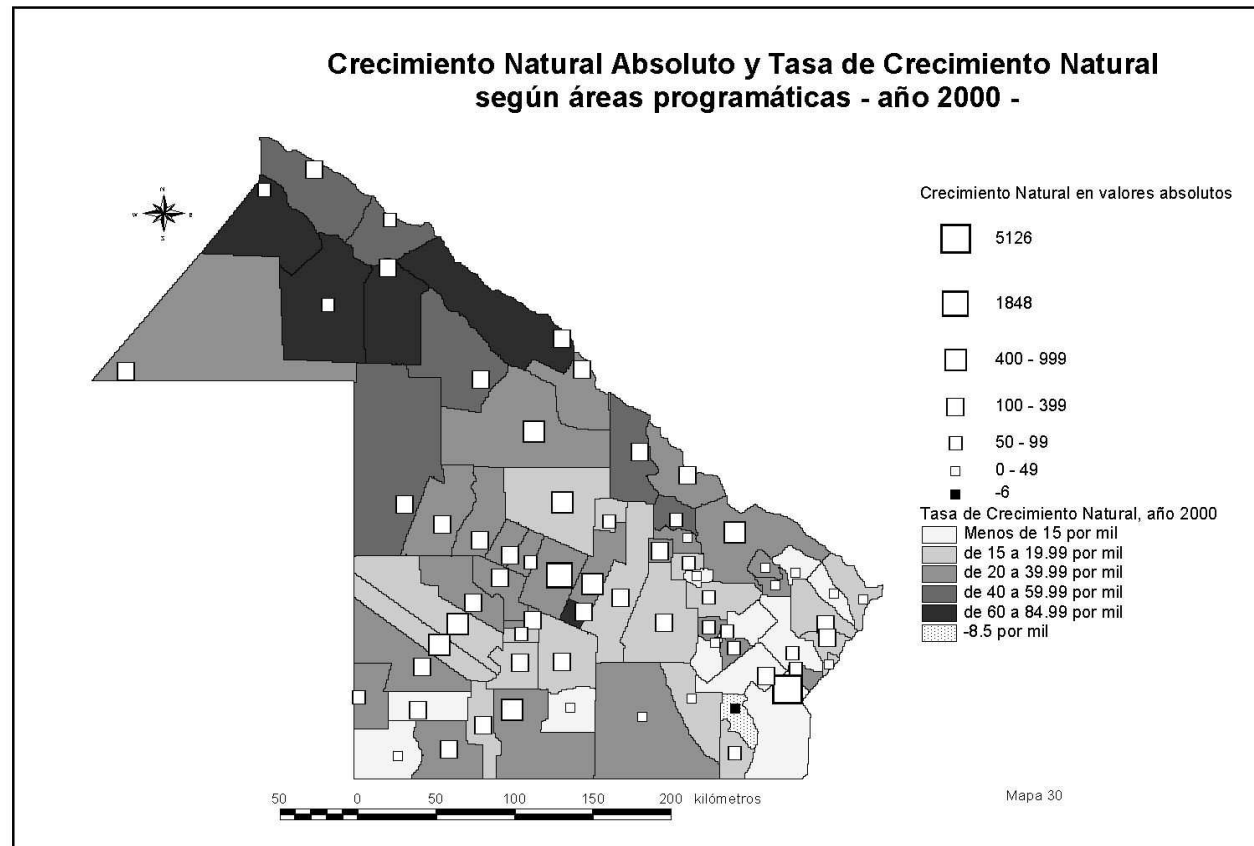 Crecimiento Natural Absoluto y Tasa de Crecimiento Natural
según áreas programáticas - año 2000 -
N
W
E
S
Crecimiento Natural en valores absolutos
5126
1848
400 - 999
100 - 399
50 - 99
0 - 49
-6
Tasa de Crecimiento Natural, año 2000
Menos de 15 por mil
de 15 a 19.99 por mil
de 20 a 39.99 por mil
de 40 a 59.99 por mil
de 60 a 84.99 por mil
-8.5 por mil
50 0 50 100 150 200 kilómetros
Mapa 30